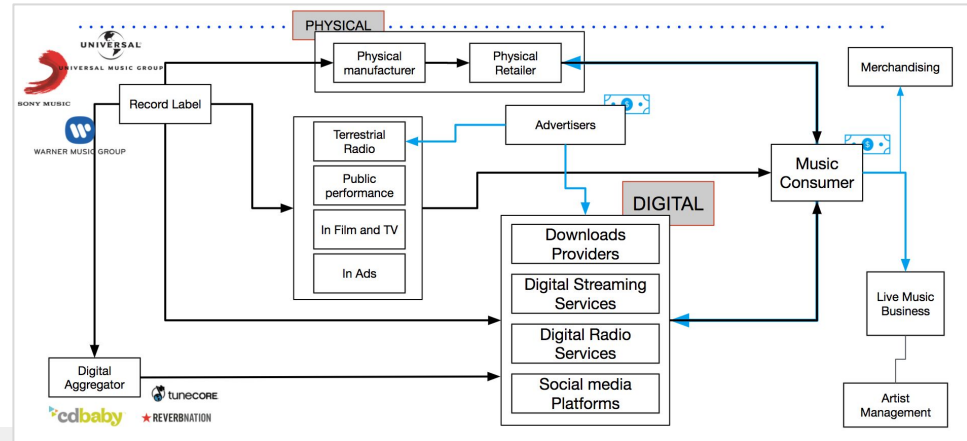 PHYSICAL
UNIVERSAL
UNIVERSAL MUSIC GROUP
SONY MUSIC
WARNER MUSIC GROUP
Record Label
Physical
manufacturer
Physical
Retailer
Merchandising
Advertisers
Terrestrial
Radio
Public
performance
In Film and TV
In Ads
Music
Consumer
DIGITAL
Downloads
Providers
Digital Streaming
Services
Digital Radio
Services
Social media
Platforms
Live Music
Business
Artist
Management
Digital
Aggregator
tunecore
cdbaby
REVERBNATION